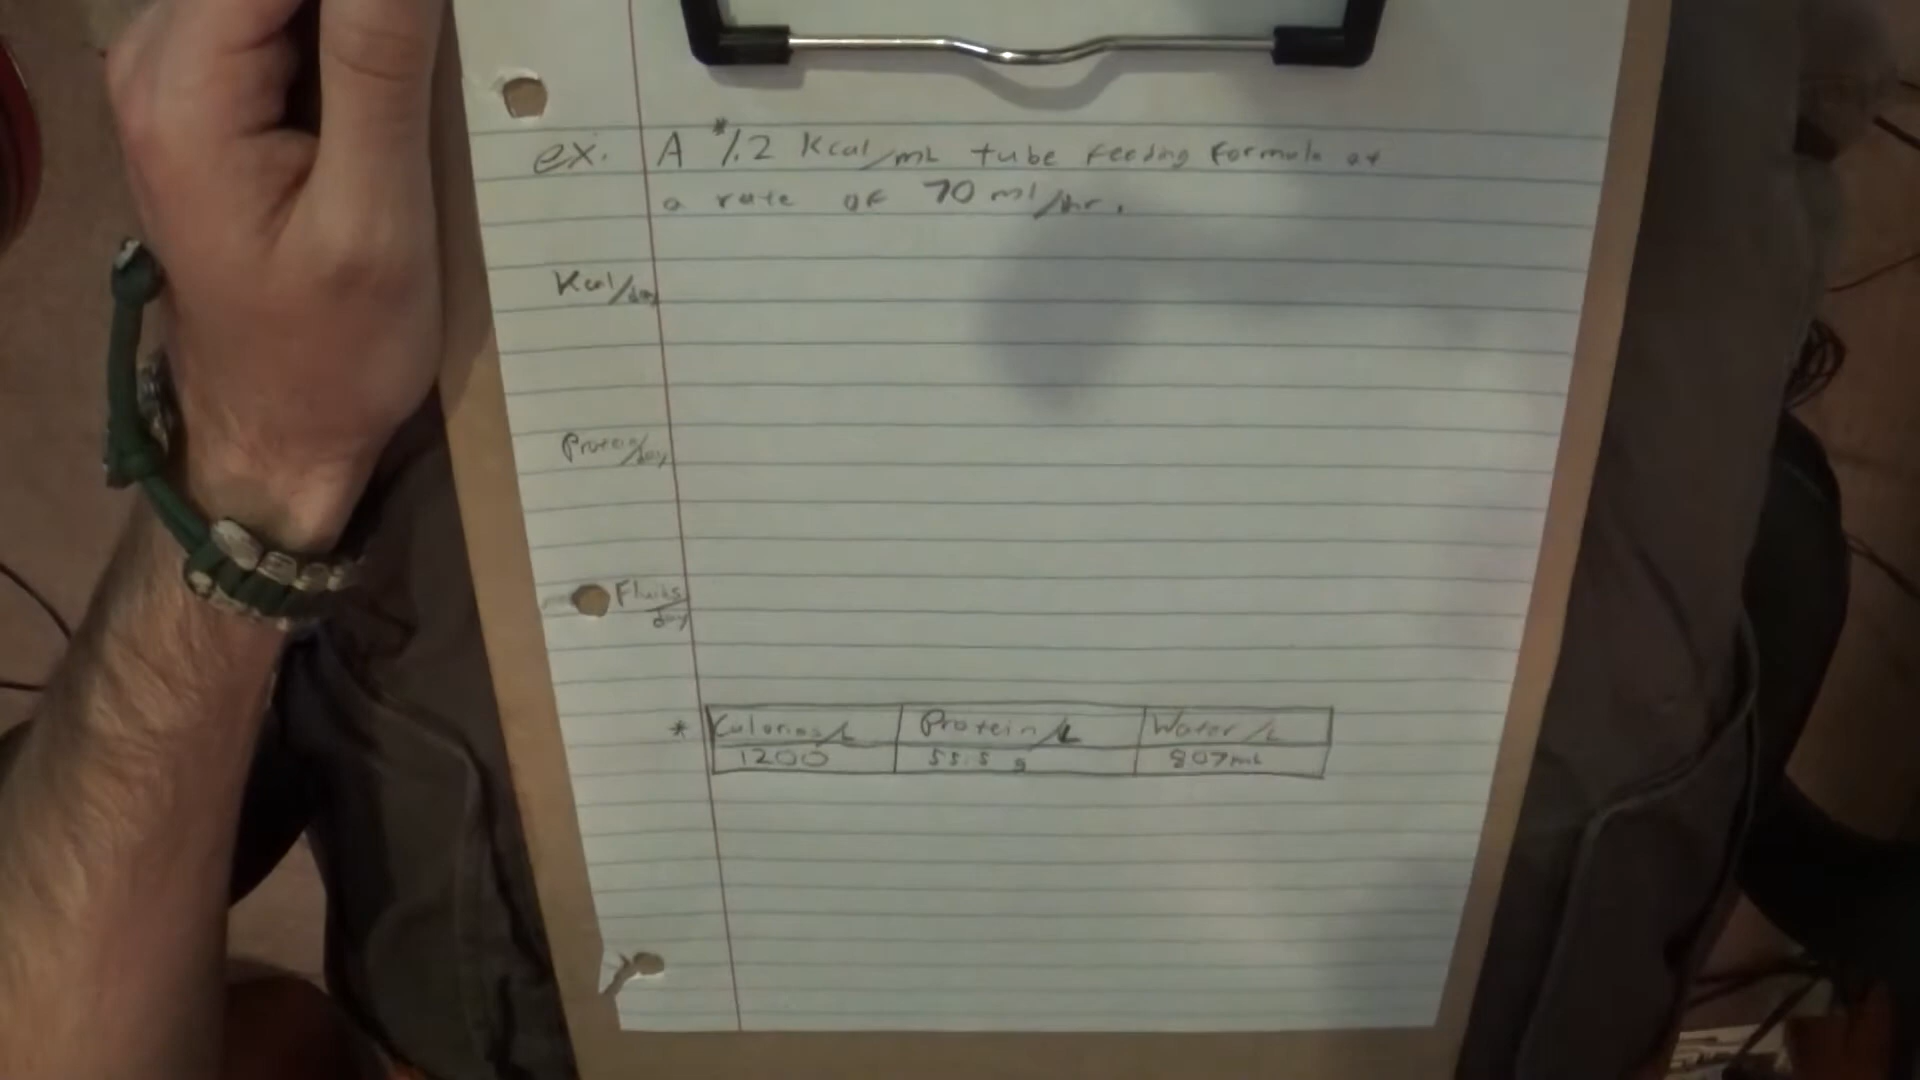 ex. A *1.2 Kcal/mL tube feeding formula at
a rate of 70 ml/hr.
Kcal/day
Protein/day
Fluids/day
* Calories/L Protein/L Water/L
1200 55.5 g 807mL